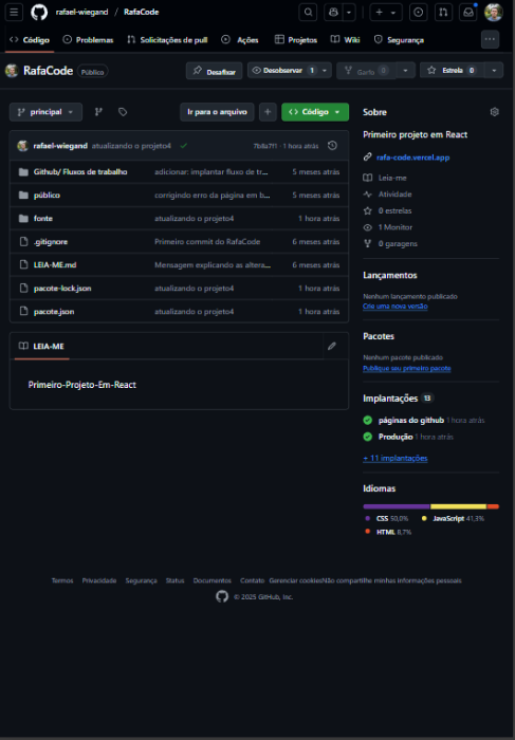 rafael-wiegand / RafaCode
Código Problemas Solicitações de pull Ações Projetos Wiki Segurança
RafaCode Público
Desafixar Desobservar 1 Garfo 0 Estrela 0
principal
Ir para o arquivo
Código
rafael-wiegand atualizando o projeto4 7b8a7f1 · 1 hora atrás
Github/ Fluxos de trabalho adicionar: implantar fluxo de tr... 5 meses atrás
público corrigindo erro da página em b... 5 meses atrás
fonte atualizando o projeto4 1 hora atrás
.gitignore Primeiro commit do RafaCode 6 meses atrás
LEIA-ME.md Mensagem explicando as altera... 6 meses atrás
pacote-lock.json atualizando o projeto4 1 hora atrás
pacote.json atualizando o projeto4 1 hora atrás
LEIA-ME
Primeiro-Projeto-Em-React
Sobre
Primeiro projeto em React
rafa-code.vercel.app
Leia-me
Atividade
0 estrelas
1 Monitor
0 garagens
Lançamentos
Nenhum lançamento publicado
Crie uma nova versão
Pacotes
Nenhum pacote publicado
Publique seu primeiro pacote
Implantações 13
páginas do github 1 hora atrás
Produção 1 hora atrás
+ 11 implantações
Idiomas
CSS 50,0% JavaScript 41,3%
HTML 8,7%
Termos Privacidade Segurança Status Documentos Contato Gerenciar cookiesNão compartilhe minhas informações pessoais
© 2025 GitHub, Inc.